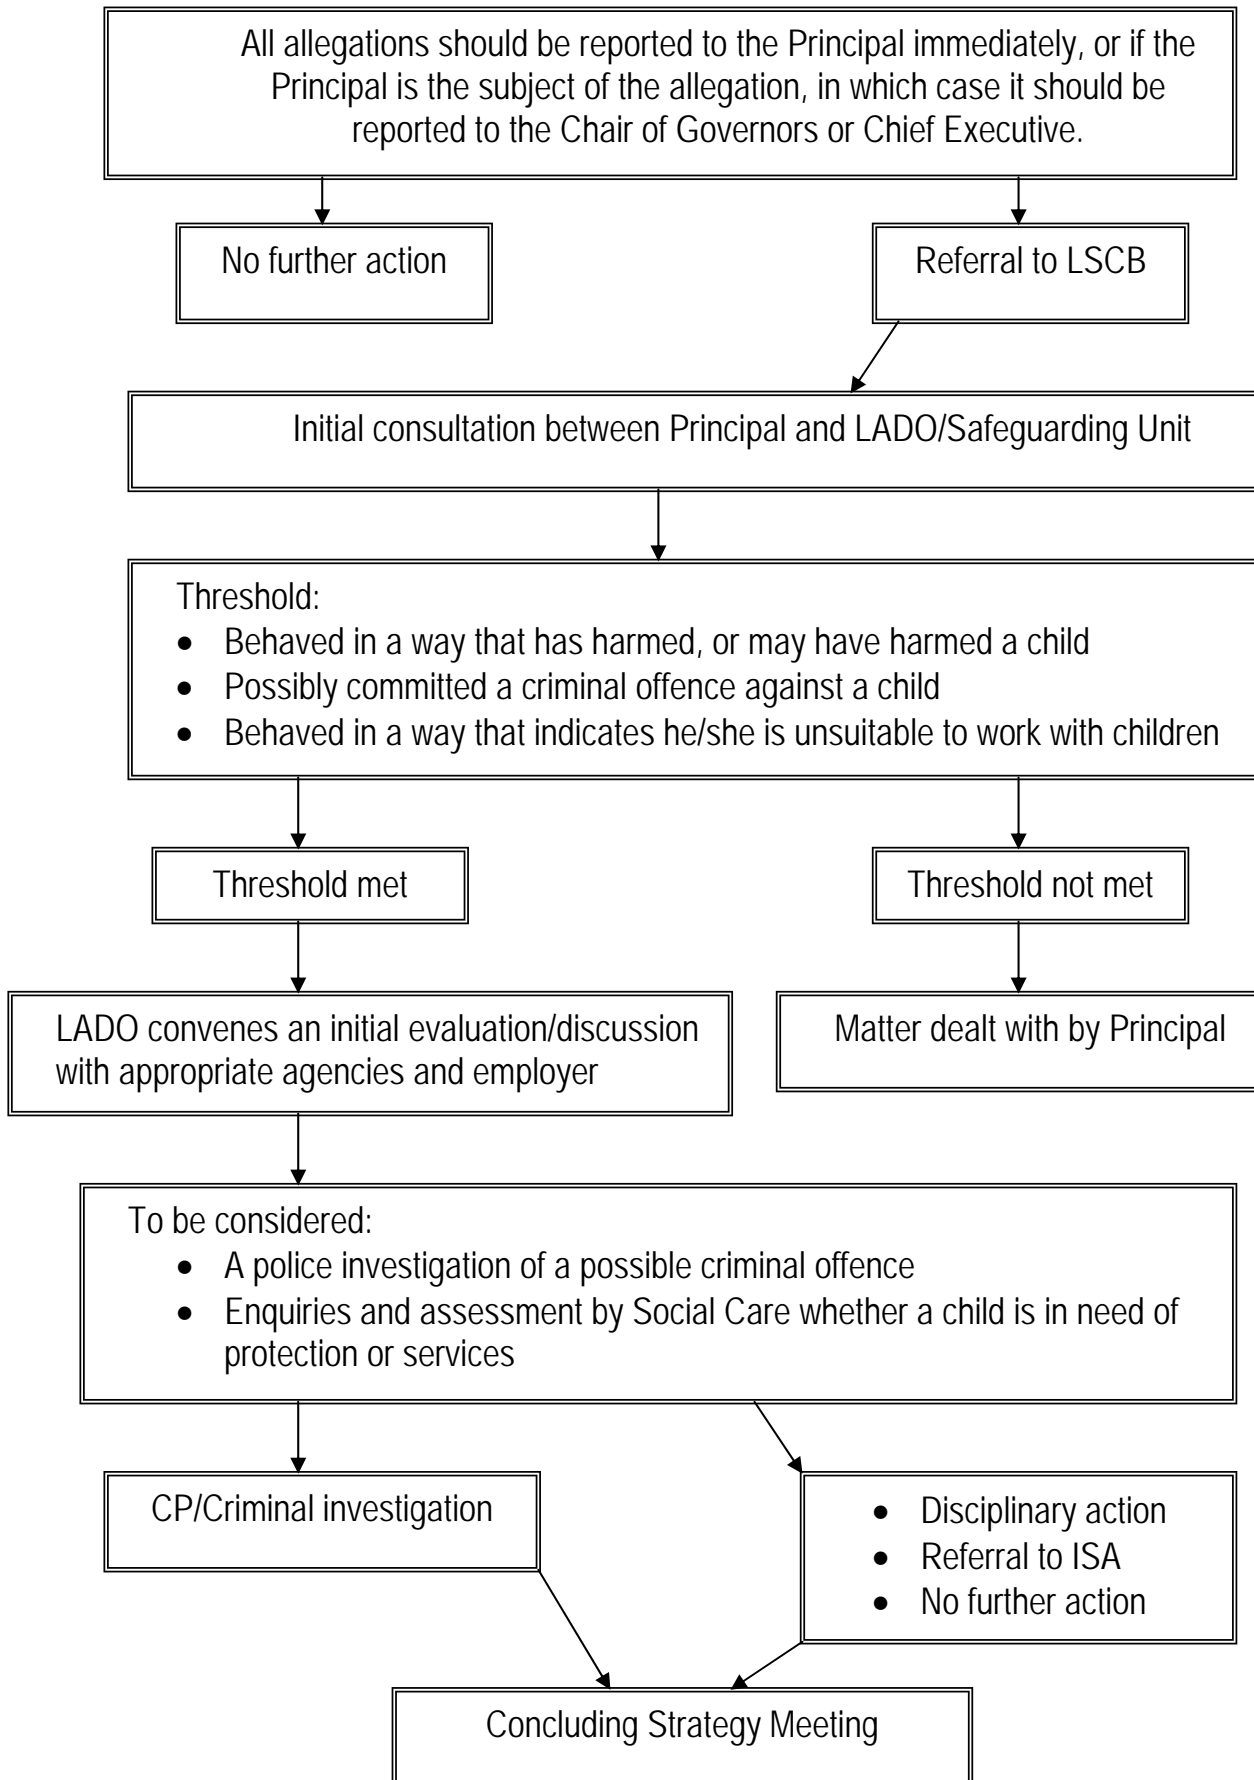 All allegations should be reported to the Principal immediately, or if the
Principal is the subject of the allegation, in which case it should be
reported to the Chair of Governors or Chief Executive.
No further action
Referral to LSCB
Initial consultation between Principal and LADO/Safeguarding Unit
Threshold:
• Behaved in a way that has harmed, or may have harmed a child
• Possibly committed a criminal offence against a child
• Behaved in a way that indicates he/she is unsuitable to work with children
Threshold met
Threshold not met
LADO convenes an initial evaluation/discussion
with appropriate agencies and employer
Matter dealt with by Principal
To be considered:
• A police investigation of a possible criminal offence
• Enquiries and assessment by Social Care whether a child is in need of
protection or services
CP/Criminal investigation
• Disciplinary action
• Referral to ISA
• No further action
Concluding Strategy Meeting